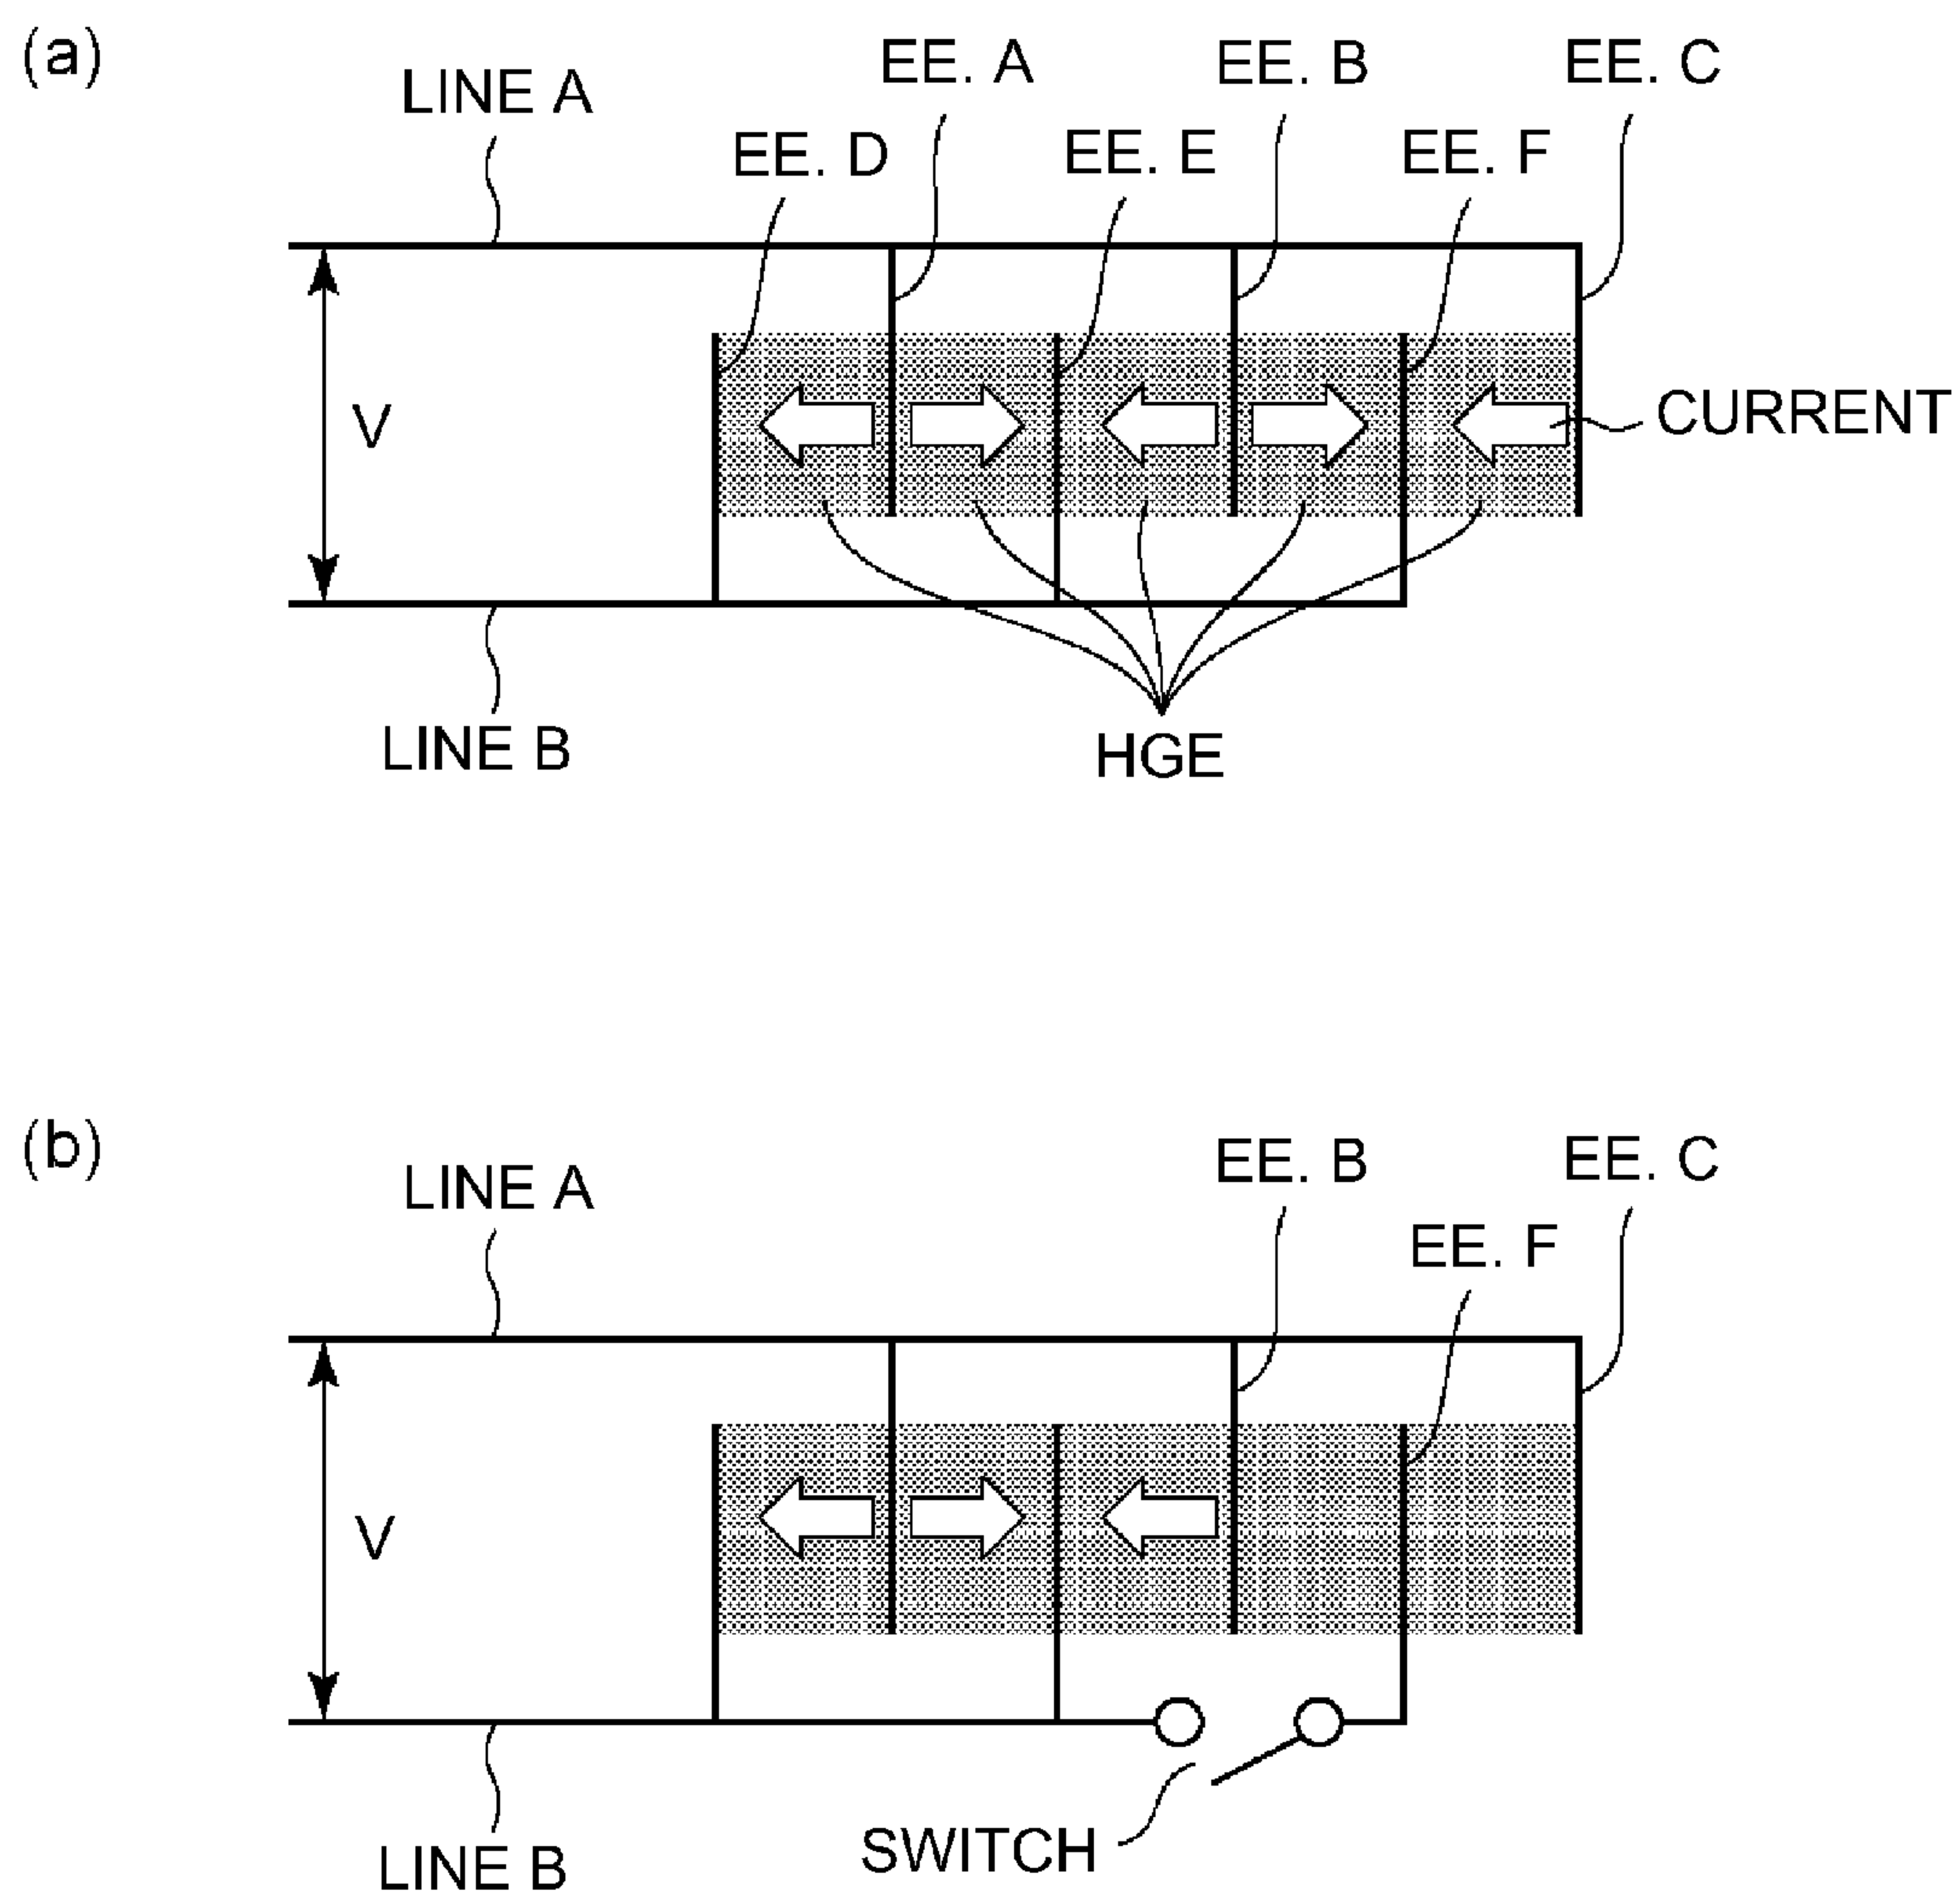 (a)
LINE A
EE. A
EE. B
EE. C
EE. D
EE. E
EE. F
V
CURRENT
LINE B
HGE
(b)
LINE A
EE. B
EE. C
EE. F
V
SWITCH
LINE B